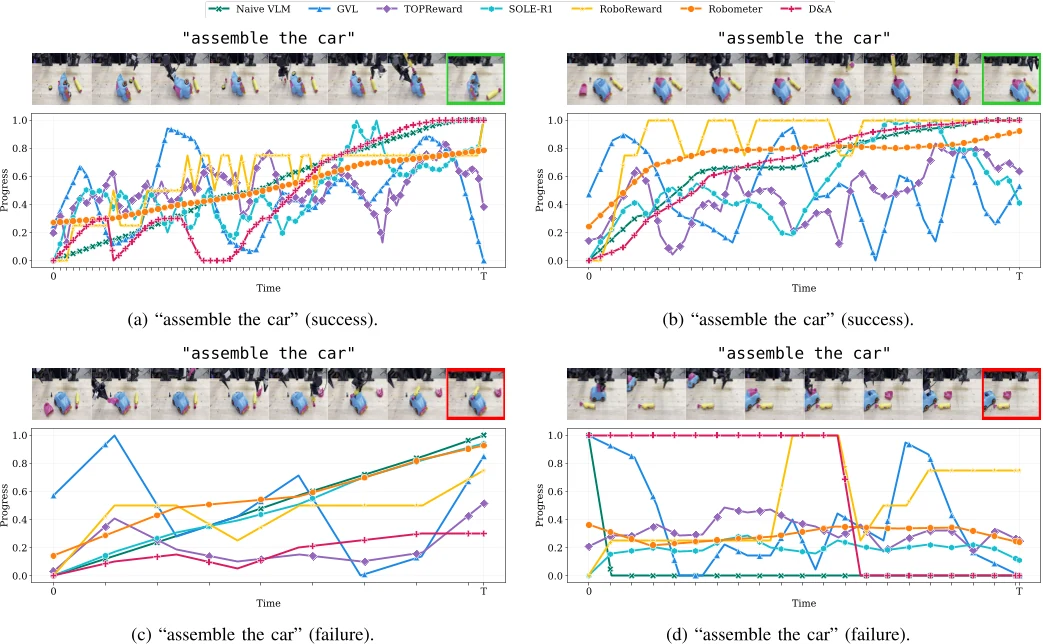 Naive VLM GVL TOPReward SOLE-R1 RoboReward Robometer D&A
"assemble the car"
1.0
0.8
0.6
0.4
0.2
0.0
Progress
0 T
Time
(a) “assemble the car” (success).
"assemble the car"
1.0
0.8
0.6
0.4
0.2
0.0
Progress
0 T
Time
(b) “assemble the car” (success).
"assemble the car"
1.0
0.8
0.6
0.4
0.2
0.0
Progress
0 T
Time
(c) “assemble the car” (failure).
"assemble the car"
1.0
0.8
0.6
0.4
0.2
0.0
Progress
0 T
Time
(d) “assemble the car” (failure).